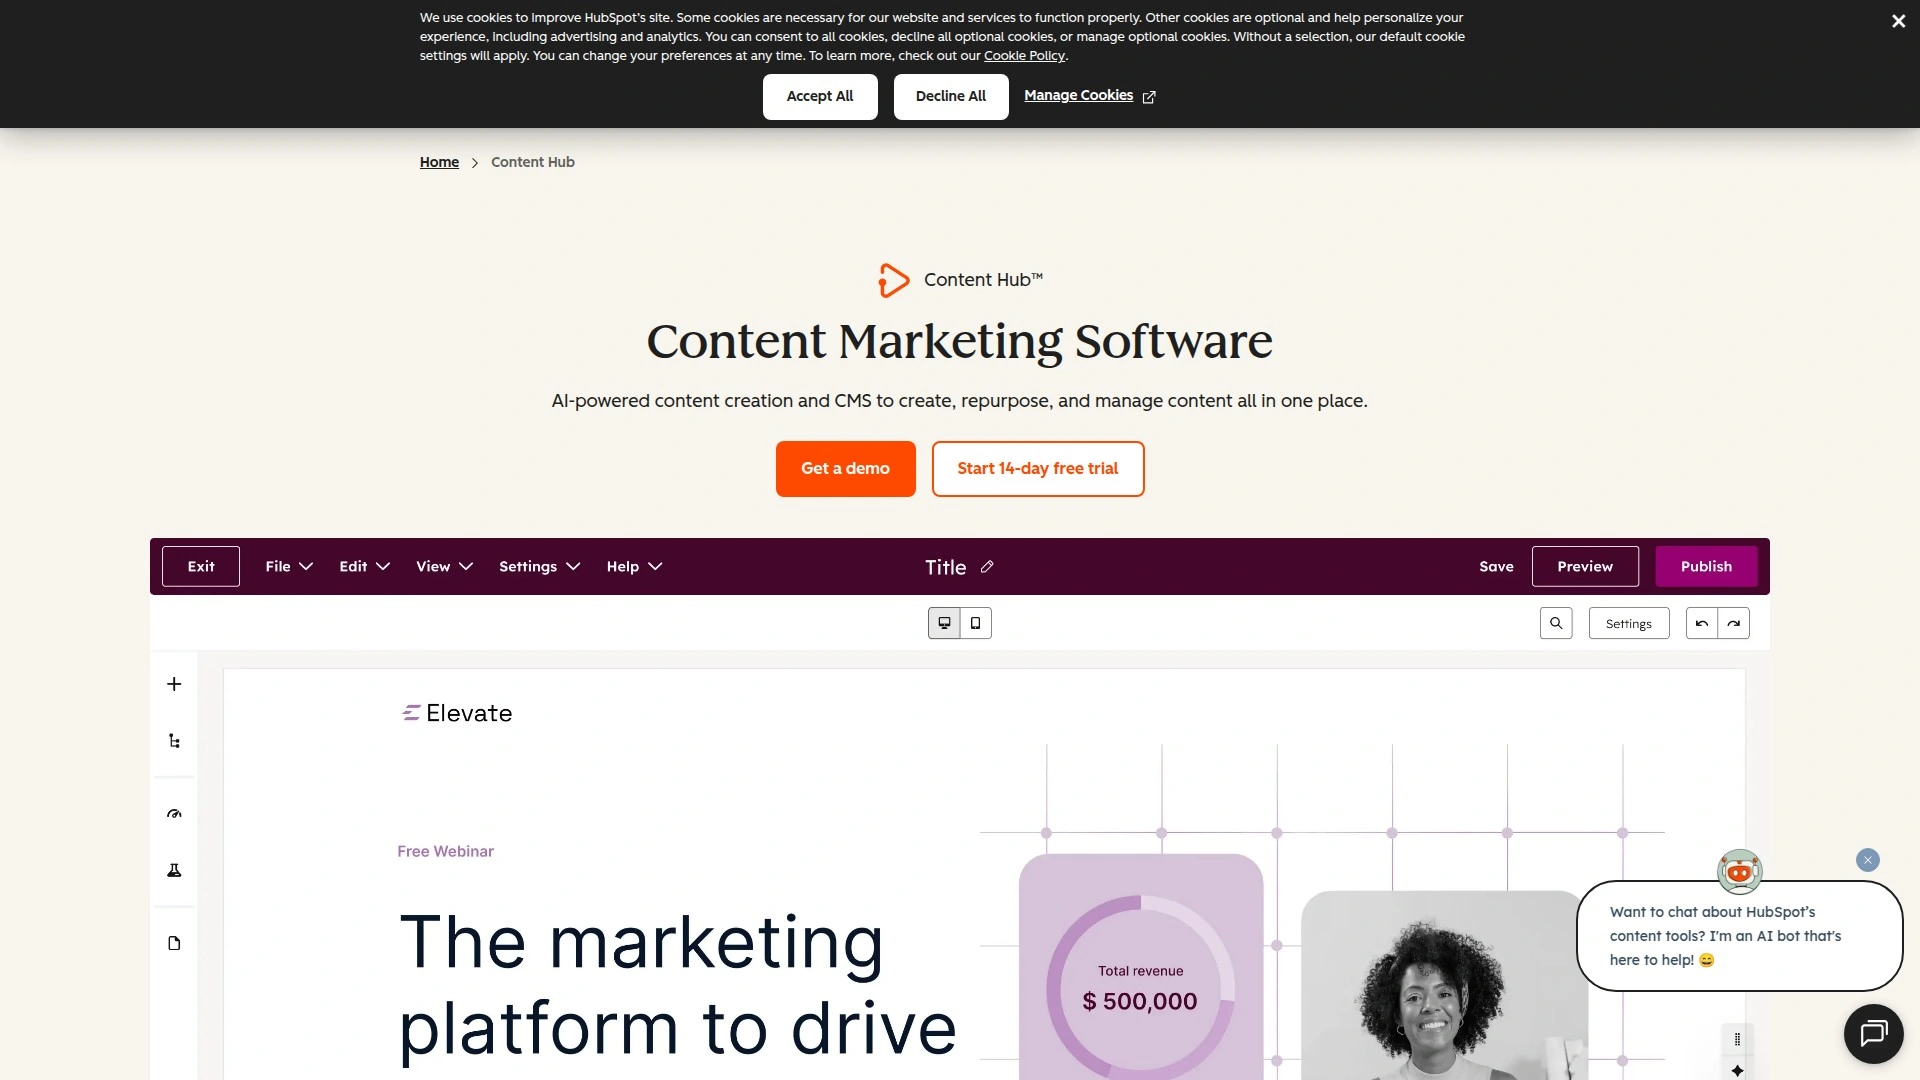 We use cookies to improve HubSpot's site. Some cookies are necessary for our website and services to function properly. Other cookies are optional and help personalize your
experience, including advertising and analytics. You can consent to all cookies, decline all optional cookies, or manage optional cookies. Without a selection, our default cookie
settings will apply. You can change your preferences at any time. To learn more, check out our Cookie Policy.
Accept All
Decline All
Manage Cookies
Home
Content Hub
Content Hub™
Content Marketing Software
AI-powered content creation and CMS to create, repurpose, and manage content all in one place.
Get a demo
Start 14-day free trial
Exit
File
Edit
View
Settings
Help
Title
Save
Preview
Publish
Settings
Elevate
Free Webinar
The marketing
platform to drive
Total revenue
$ 500,000
Want to chat about HubSpot's
content tools? I'm an AI bot that's
here to help! 😄